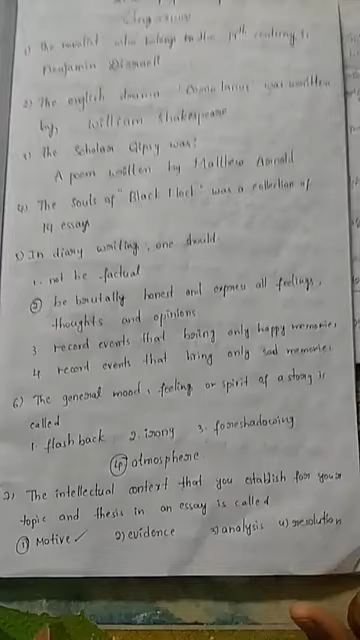 1) The novelist who belongs to the 19th century is
Benjamin Disraeli
2) The english drama 'Coriolanus' was written
by, William Shakespeare
3) The Scholar Gipsy was:
A poem written by Matthew Arnold
4) The Souls of "Black Flock" was a collection of
14 essays
5) In diary writing, one should.
1. not be factual
2 be brutally honest and express all feelings,
thoughts and opinions
3 record events that bring only happy memories
4 record events that bring only sad memories
6) The general mood, feeling or spirit of a story is
called
1. flashback 2. irony 3. foreshadowing
4 atmosphere
7) The intellectual context that you establish for your
topic and thesis in an essay is called
1 Motive ✓ 2) evidence 3) analysis 4) resolution